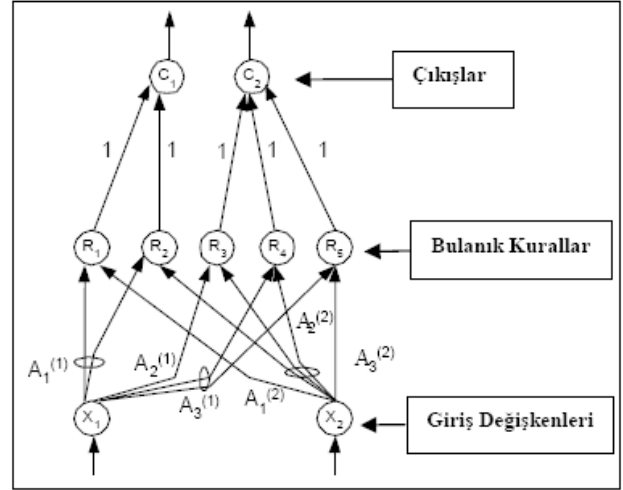 C1 C2 Çıkışlar
1 1 1 1 1
R1 R2 R3 R4 R5 Bulanık Kurallar
A2(2)
A1(1) A2(1) A3(2)
A3(1) A1(2)
X1 X2 Giriş Değişkenleri